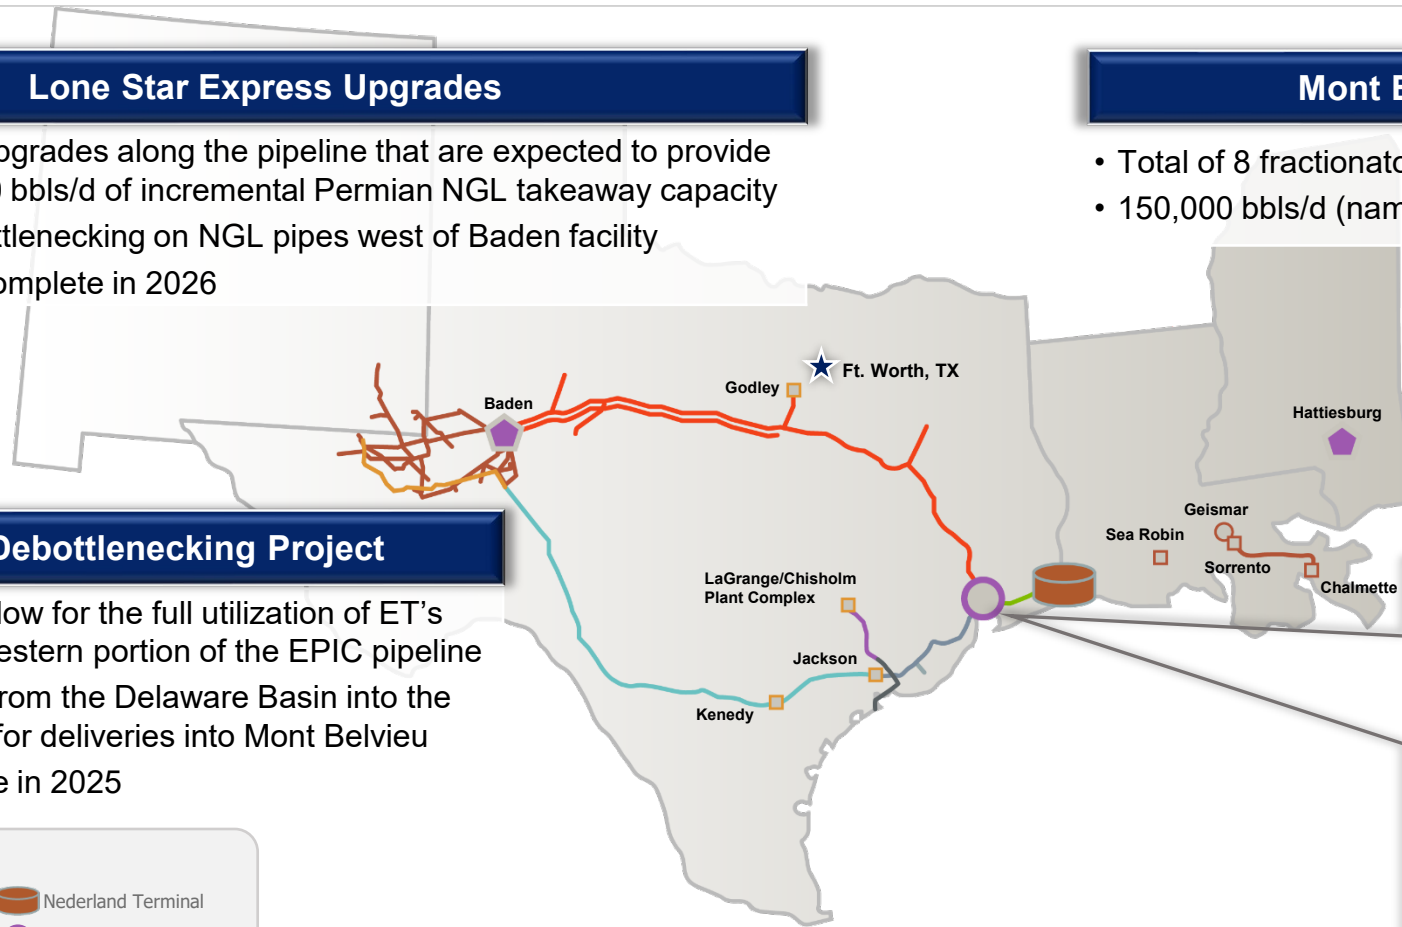 Lone Star Express Upgrades
pgrades along the pipeline that are expected to provide
bbls/d of incremental Permian NGL takeaway capacity
ttlenecking on NGL pipes west of Baden facility
omplete in 2026
Mont
• Total of 8 fractionato
• 150,000 bbls/d (nam
Ft. Worth, TX
Godley
Baden
Hattiesburg
Geismar
Sea Robin
Sorrento
Chalmette
Debottlenecking Project
low for the full utilization of ET’s
estern portion of the EPIC pipeline
from the Delaware Basin into the
for deliveries into Mont Belvieu
e in 2025
LaGrange/Chisholm
Plant Complex
Jackson
Kenedy
Nederland Terminal